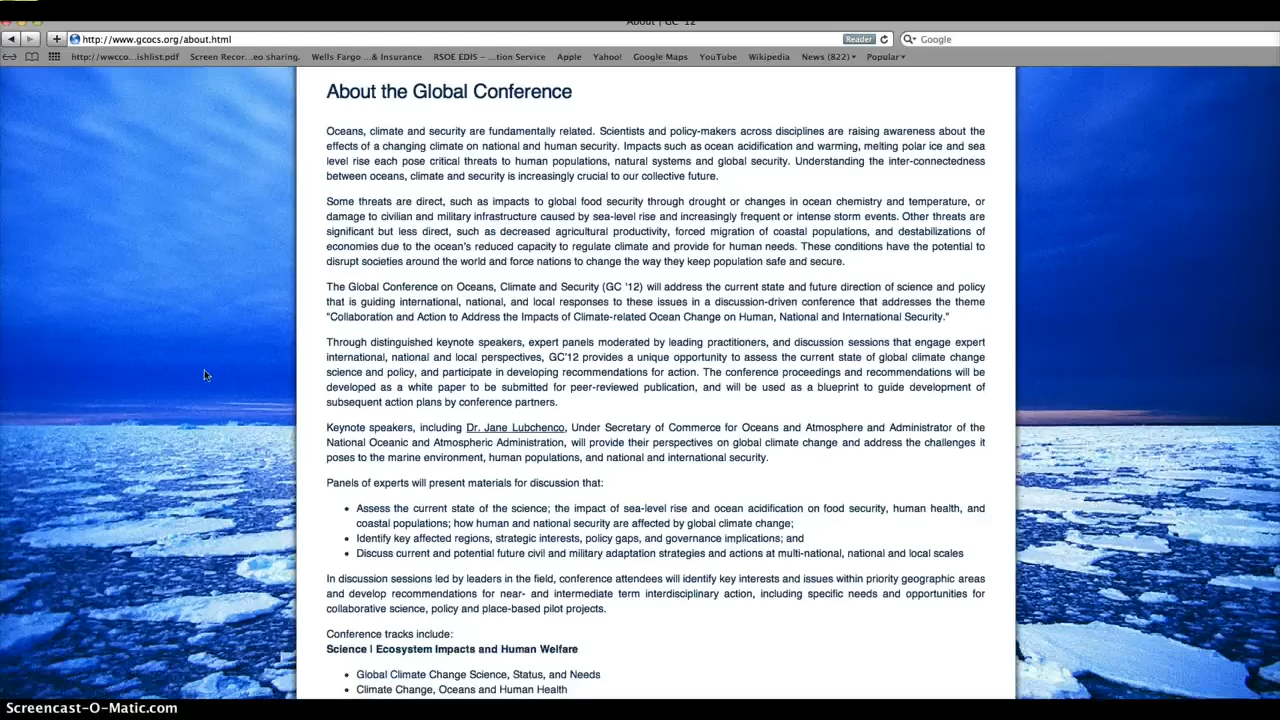 About | GC '12
http://www.gcocs.org/about.html
Reader
Google
http://wwcco...ishlist.pdf Screen Recor...eo sharing. Wells Fargo ...& Insurance RSOE EDIS – ...tion Service Apple Yahoo! Google Maps YouTube Wikipedia News (822) Popular
About the Global Conference
Oceans, climate and security are fundamentally related. Scientists and policy-makers across disciplines are raising awareness about the
effects of a changing climate on national and human security. Impacts such as ocean acidification and warming, melting polar ice and sea
level rise each pose critical threats to human populations, natural systems and global security. Understanding the inter-connectedness
between oceans, climate and security is increasingly crucial to our collective future.
Some threats are direct, such as impacts to global food security through drought or changes in ocean chemistry and temperature, or
damage to civilian and military infrastructure caused by sea-level rise and increasingly frequent or intense storm events. Other threats are
significant but less direct, such as decreased agricultural productivity, forced migration of coastal populations, and destabilizations of
economies due to the ocean's reduced capacity to regulate climate and provide for human needs. These conditions have the potential to
disrupt societies around the world and force nations to change the way they keep population safe and secure.
The Global Conference on Oceans, Climate and Security (GC '12) will address the current state and future direction of science and policy
that is guiding international, national, and local responses to these issues in a discussion-driven conference that addresses the theme
"Collaboration and Action to Address the Impacts of Climate-related Ocean Change on Human, National and International Security."
Through distinguished keynote speakers, expert panels moderated by leading practitioners, and discussion sessions that engage expert
international, national and local perspectives, GC'12 provides a unique opportunity to assess the current state of global climate change
science and policy, and participate in developing recommendations for action. The conference proceedings and recommendations will be
developed as a white paper to be submitted for peer-reviewed publication, and will be used as a blueprint to guide development of
subsequent action plans by conference partners.
Keynote speakers, including Dr. Jane Lubchenco, Under Secretary of Commerce for Oceans and Atmosphere and Administrator of the
National Oceanic and Atmospheric Administration, will provide their perspectives on global climate change and address the challenges it
poses to the marine environment, human populations, and national and international security.
Panels of experts will present materials for discussion that:
• Assess the current state of the science; the impact of sea-level rise and ocean acidification on food security, human health, and
coastal populations; how human and national security are affected by global climate change;
• Identify key affected regions, strategic interests, policy gaps, and governance implications; and
• Discuss current and potential future civil and military adaptation strategies and actions at multi-national, national and local scales
In discussion sessions led by leaders in the field, conference attendees will identify key interests and issues within priority geographic areas
and develop recommendations for near- and intermediate term interdisciplinary action, including specific needs and opportunities for
collaborative science, policy and place-based pilot projects.
Conference tracks include:
Science | Ecosystem Impacts and Human Welfare
• Global Climate Change Science, Status, and Needs
• Climate Change, Oceans and Human Health
Screencast-O-Matic.com